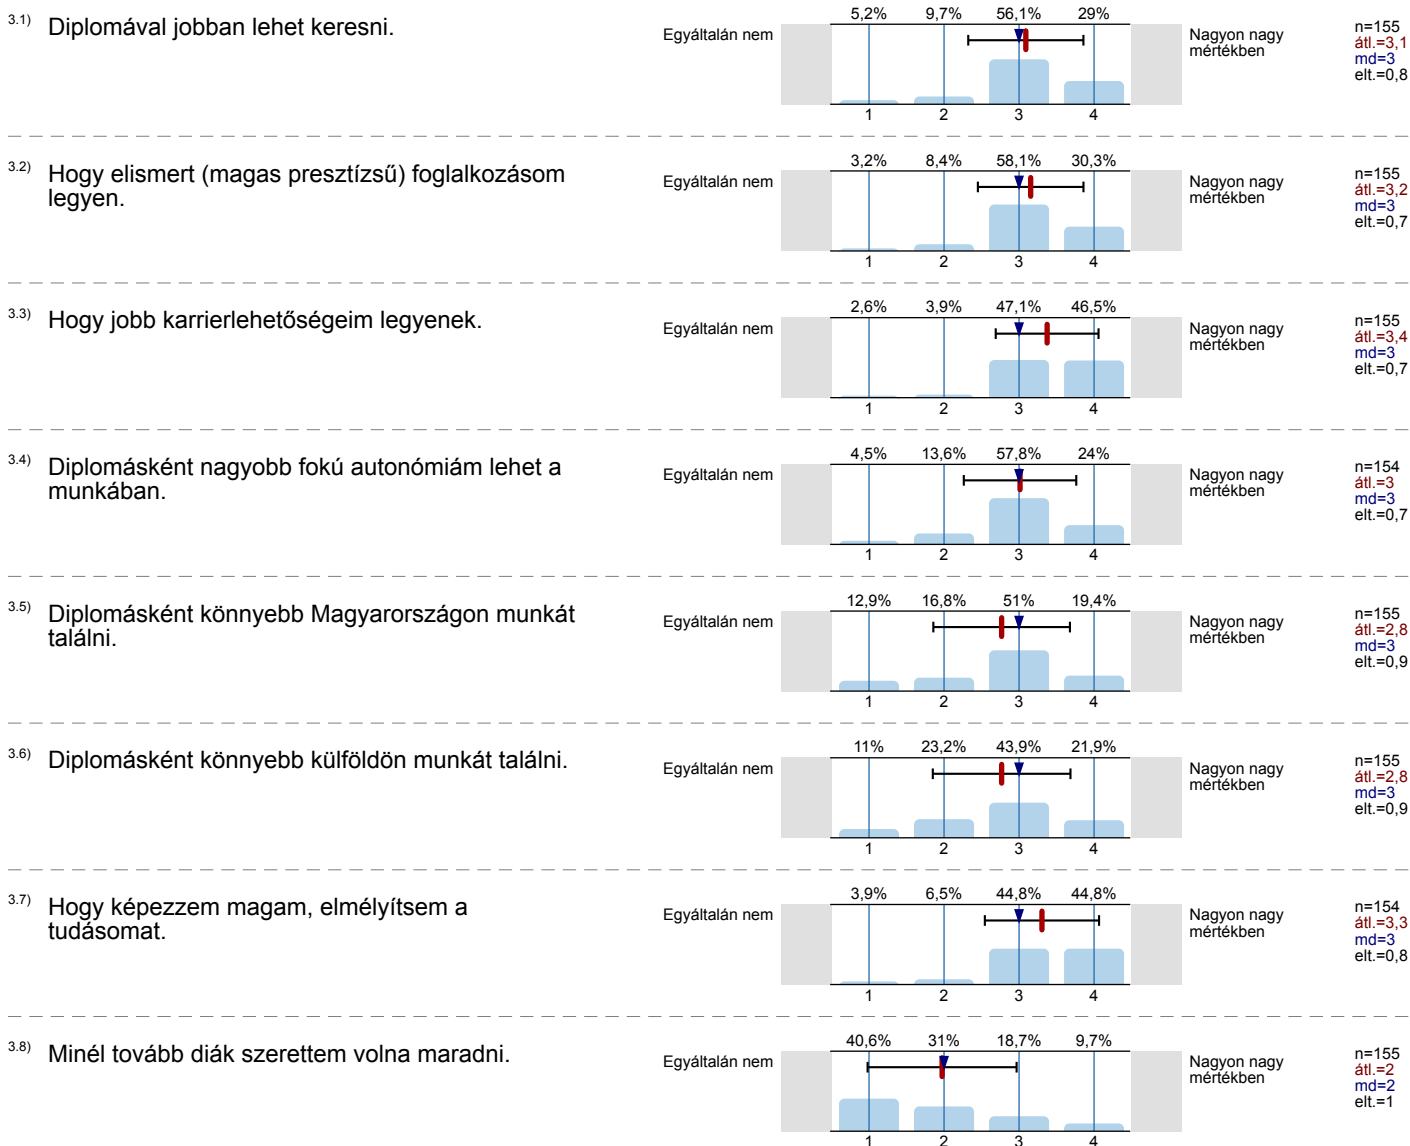 3.1) Diplomával jobban lehet keresni.
Egyáltalán nem
5,2% 9,7% 56,1% 29%
1 2 3 4
Nagyon nagy
mértékben
n=155
átl.=3,1
md=3
elt.=0,8
3.2) Hogy elismert (magas presztízsű) foglalkozásom
legyen.
Egyáltalán nem
3,2% 8,4% 58,1% 30,3%
1 2 3 4
Nagyon nagy
mértékben
n=155
átl.=3,2
md=3
elt.=0,7
3.3) Hogy jobb karrierlehetőségeim legyenek.
Egyáltalán nem
2,6% 3,9% 47,1% 46,5%
1 2 3 4
Nagyon nagy
mértékben
n=155
átl.=3,4
md=3
elt.=0,7
3.4) Diplomásként nagyobb fokú autonómiám lehet a
munkában.
Egyáltalán nem
4,5% 13,6% 57,8% 24%
1 2 3 4
Nagyon nagy
mértékben
n=154
átl.=3
md=3
elt.=0,7
3.5) Diplomásként könnyebb Magyarországon munkát
találni.
Egyáltalán nem
12,9% 16,8% 51% 19,4%
1 2 3 4
Nagyon nagy
mértékben
n=155
átl.=2,8
md=3
elt.=0,9
3.6) Diplomásként könnyebb külföldön munkát találni.
Egyáltalán nem
11% 23,2% 43,9% 21,9%
1 2 3 4
Nagyon nagy
mértékben
n=155
átl.=2,8
md=3
elt.=0,9
3.7) Hogy képezzem magam, elmélyítsem a
tudásomat.
Egyáltalán nem
3,9% 6,5% 44,8% 44,8%
1 2 3 4
Nagyon nagy
mértékben
n=154
átl.=3,3
md=3
elt.=0,8
3.8) Minél tovább diák szerettem volna maradni.
Egyáltalán nem
40,6% 31% 18,7% 9,7%
1 2 3 4
Nagyon nagy
mértékben
n=155
átl.=2
md=2
elt.=1